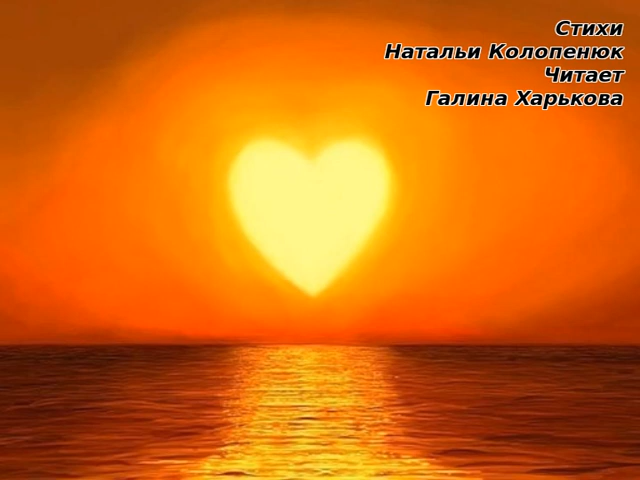 Стихи
Натальи Колопенюк
Читает
Галина Харькова